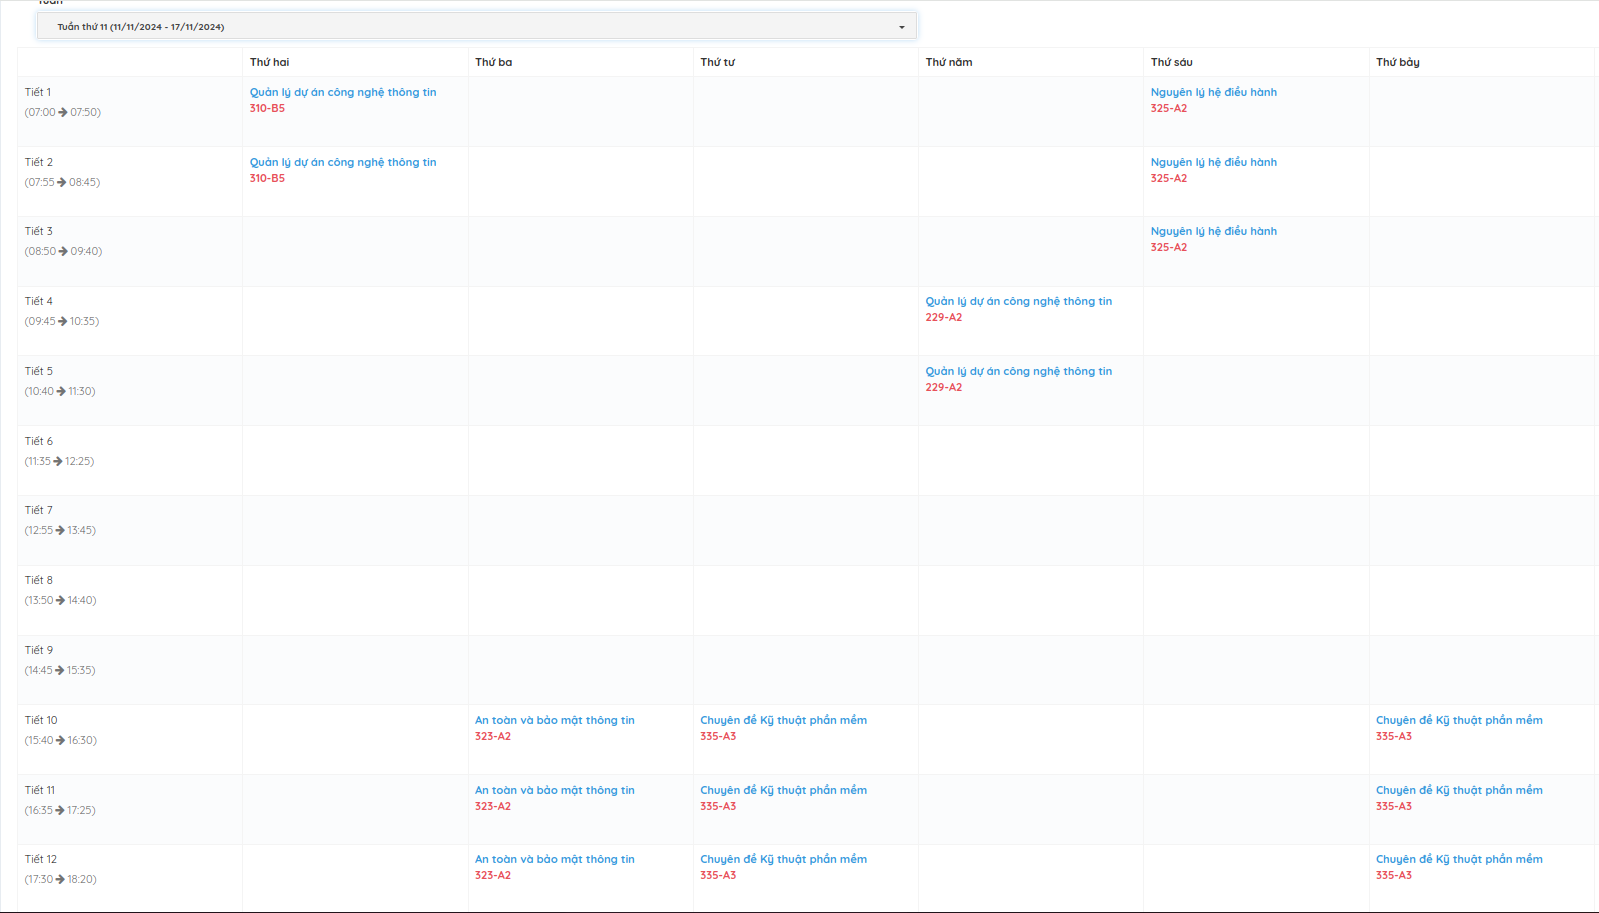 Tuần
Tuần thứ 11 (11/11/2024 - 17/11/2024)
Thứ hai Thứ ba Thứ tư Thứ năm Thứ sáu Thứ bảy
Tiết 1 Quản lý dự án công nghệ thông tin Nguyên lý hệ điều hành
(07:00 → 07:50) 310-B5 325-A2
Tiết 2 Quản lý dự án công nghệ thông tin Nguyên lý hệ điều hành
(07:55 → 08:45) 310-B5 325-A2
Tiết 3 Nguyên lý hệ điều hành
(08:50 → 09:40) 325-A2
Tiết 4 Quản lý dự án công nghệ thông tin
(09:45 → 10:35) 229-A2
Tiết 5 Quản lý dự án công nghệ thông tin
(10:40 → 11:30) 229-A2
Tiết 6
(11:35 → 12:25)
Tiết 7
(12:55 → 13:45)
Tiết 8
(13:50 → 14:40)
Tiết 9
(14:45 → 15:35)
Tiết 10 An toàn và bảo mật thông tin Chuyên đề Kỹ thuật phần mềm Chuyên đề Kỹ thuật phần mềm
(15:40 → 16:30) 323-A2 335-A3 335-A3
Tiết 11 An toàn và bảo mật thông tin Chuyên đề Kỹ thuật phần mềm Chuyên đề Kỹ thuật phần mềm
(16:35 → 17:25) 323-A2 335-A3 335-A3
Tiết 12 An toàn và bảo mật thông tin Chuyên đề Kỹ thuật phần mềm Chuyên đề Kỹ thuật phần mềm
(17:30 → 18:20) 323-A2 335-A3 335-A3